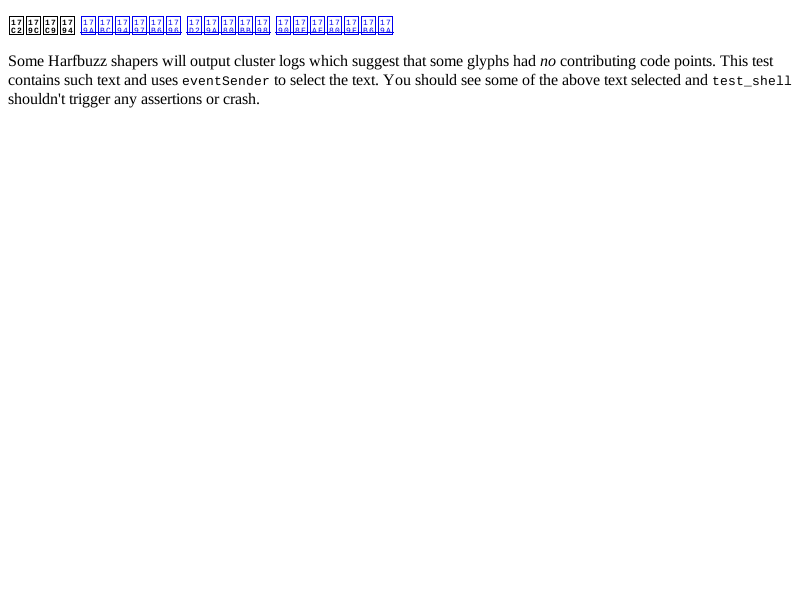 Some Harfbuzz shapers will output cluster logs which suggest that some glyphs had no contributing code points. This test
contains such text and uses eventSender to select the text. You should see some of the above text selected and test_shell
shouldn't trigger any assertions or crash.